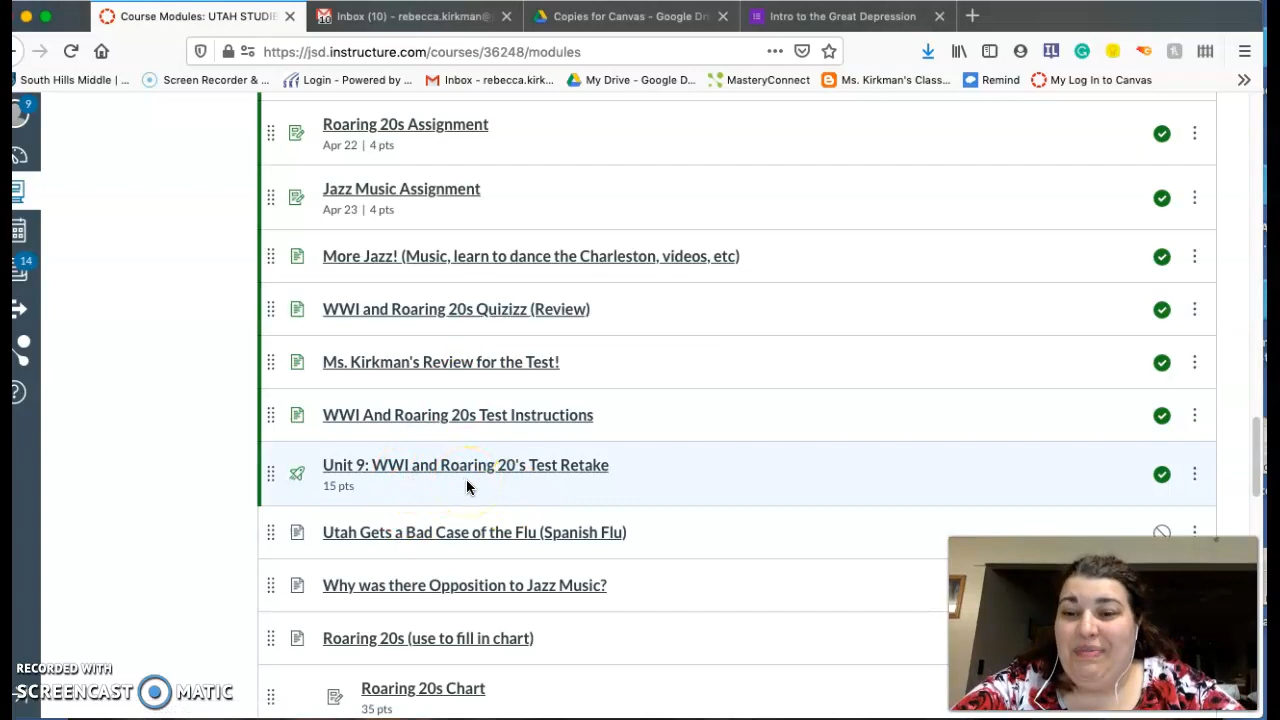 Course Modules: UTAH STUDIE
Inbox (10) - rebecca.kirkman@
Copies for Canvas - Google Dri
Intro to the Great Depression
https://jsd.instructure.com/courses/36248/modules
South Hills Middle | ...
Screen Recorder & ...
Login - Powered by ...
Inbox - rebecca.kirk...
My Drive - Google D...
MasteryConnect
Ms. Kirkman's Class...
Remind
My Log In to Canvas
9
14
Roaring 20s Assignment
Apr 22 | 4 pts
Jazz Music Assignment
Apr 23 | 4 pts
More Jazz! (Music, learn to dance the Charleston, videos, etc)
WWI and Roaring 20s Quizizz (Review)
Ms. Kirkman's Review for the Test!
WWI And Roaring 20s Test Instructions
Unit 9: WWI and Roaring 20's Test Retake
15 pts
Utah Gets a Bad Case of the Flu (Spanish Flu)
Why was there Opposition to Jazz Music?
Roaring 20s (use to fill in chart)
Roaring 20s Chart
35 pts
RECORDED WITH
SCREENCAST MATIC